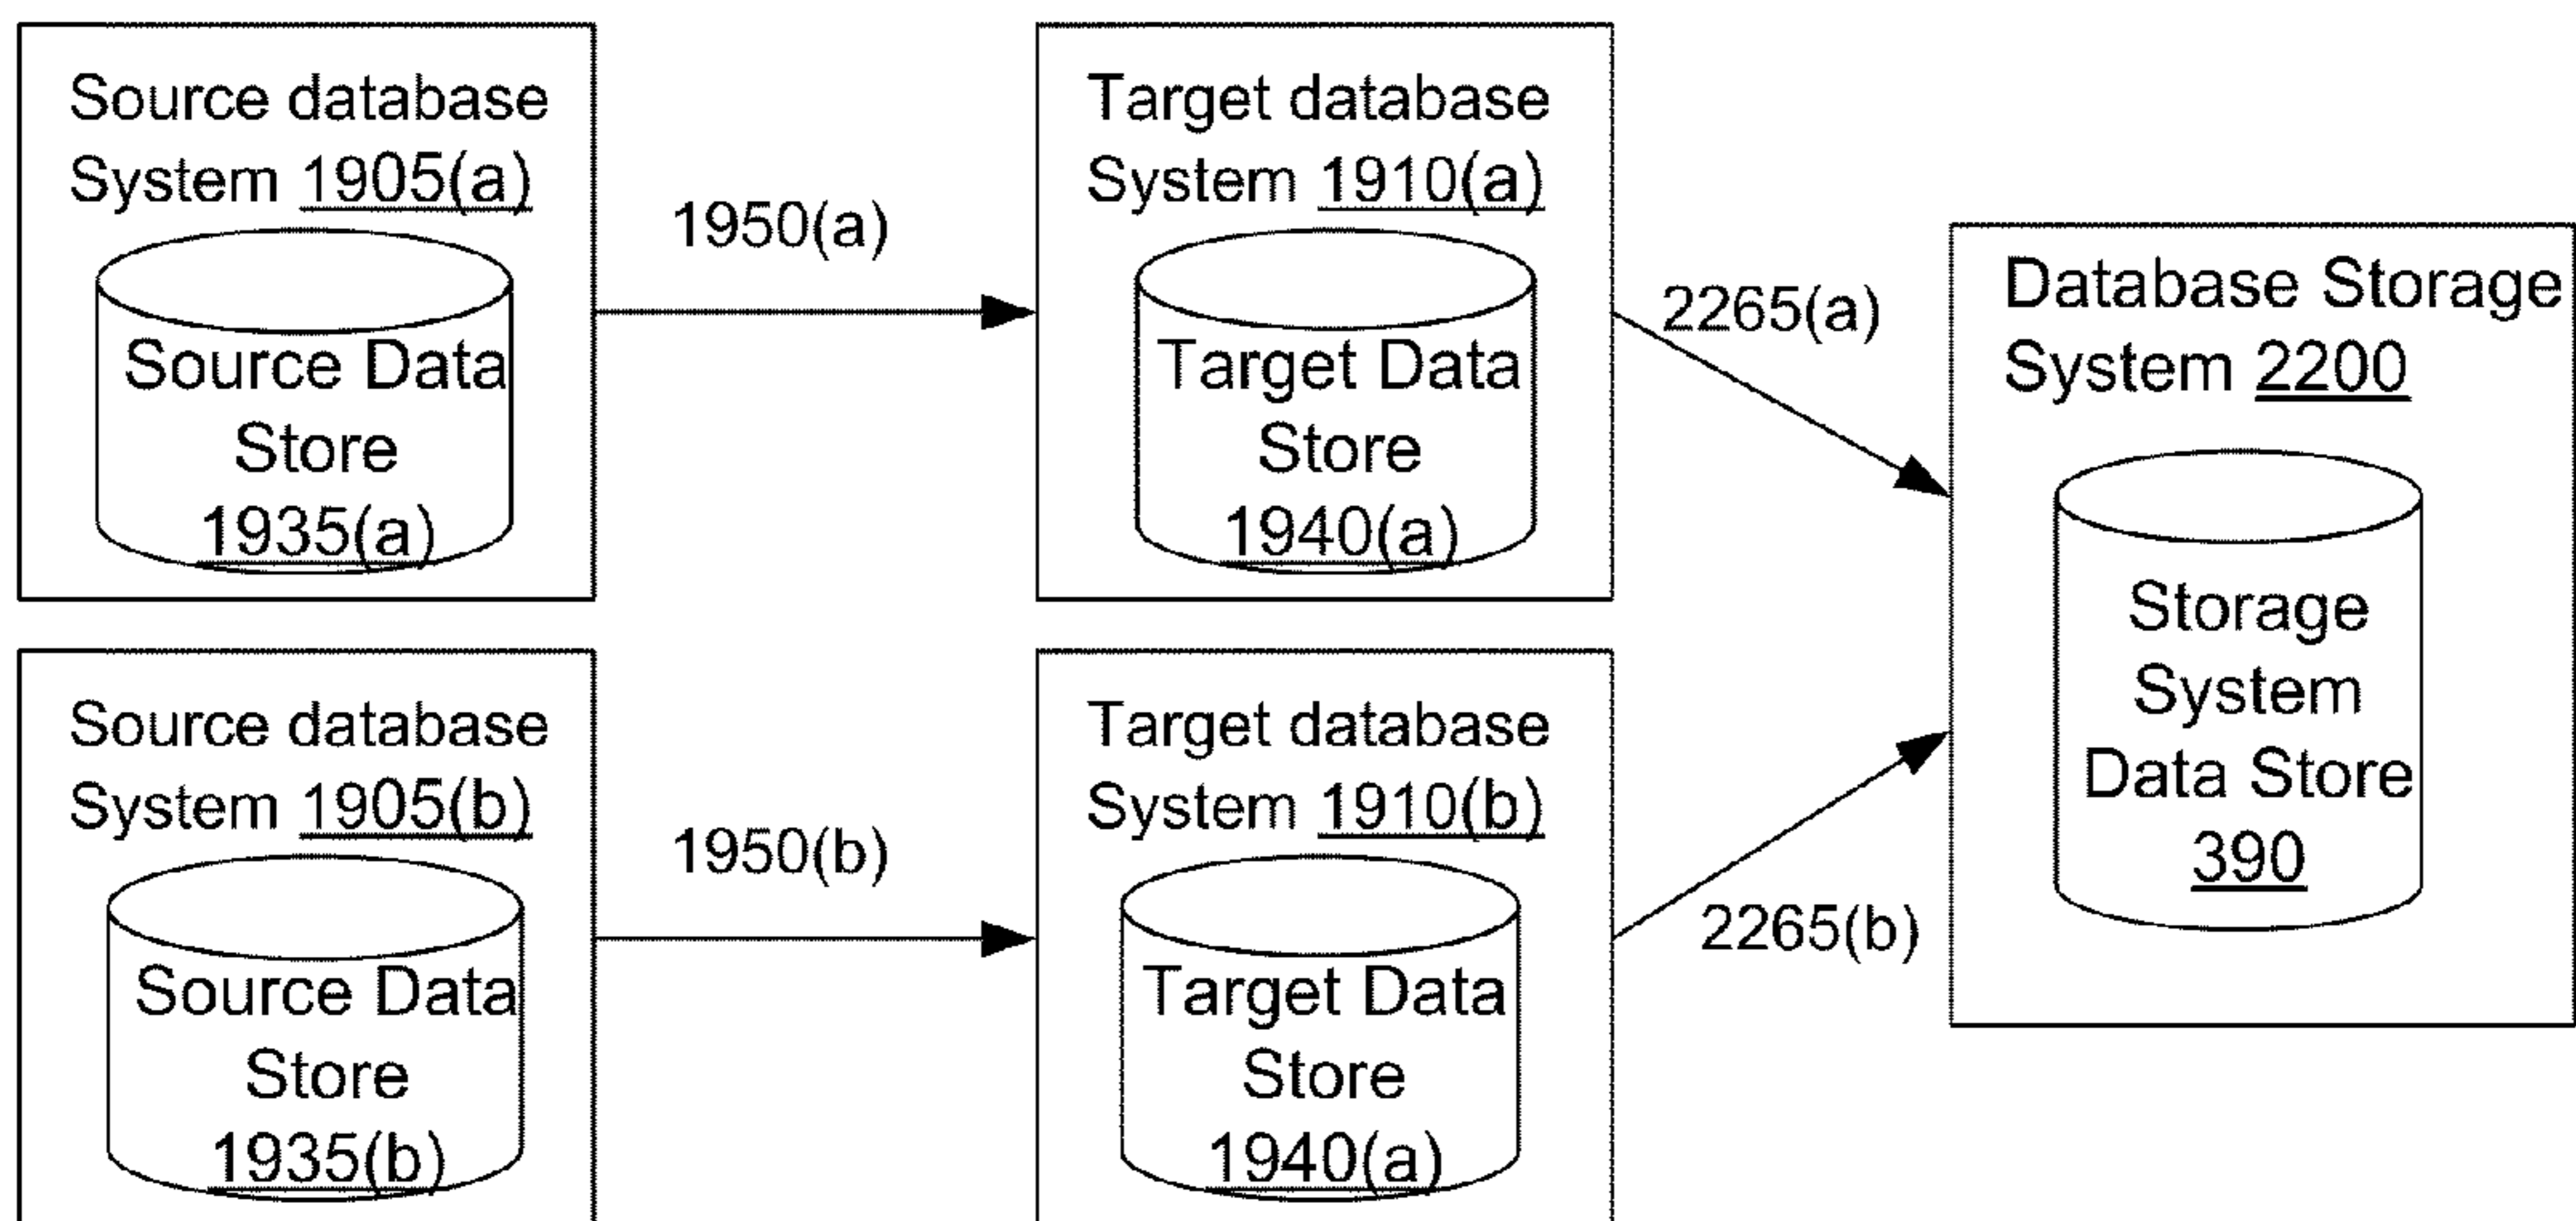 Source database
System 1905(a)
Source Data
Store
1935(a)
1950(a)
Target database
System 1910(a)
Target Data
Store
1940(a)
2265(a)
Database Storage
System 2200
Storage
System
Data Store
390
Source database
System 1905(b)
Source Data
Store
1935(b)
1950(b)
Target database
System 1910(b)
Target Data
Store
1940(a)
2265(b)